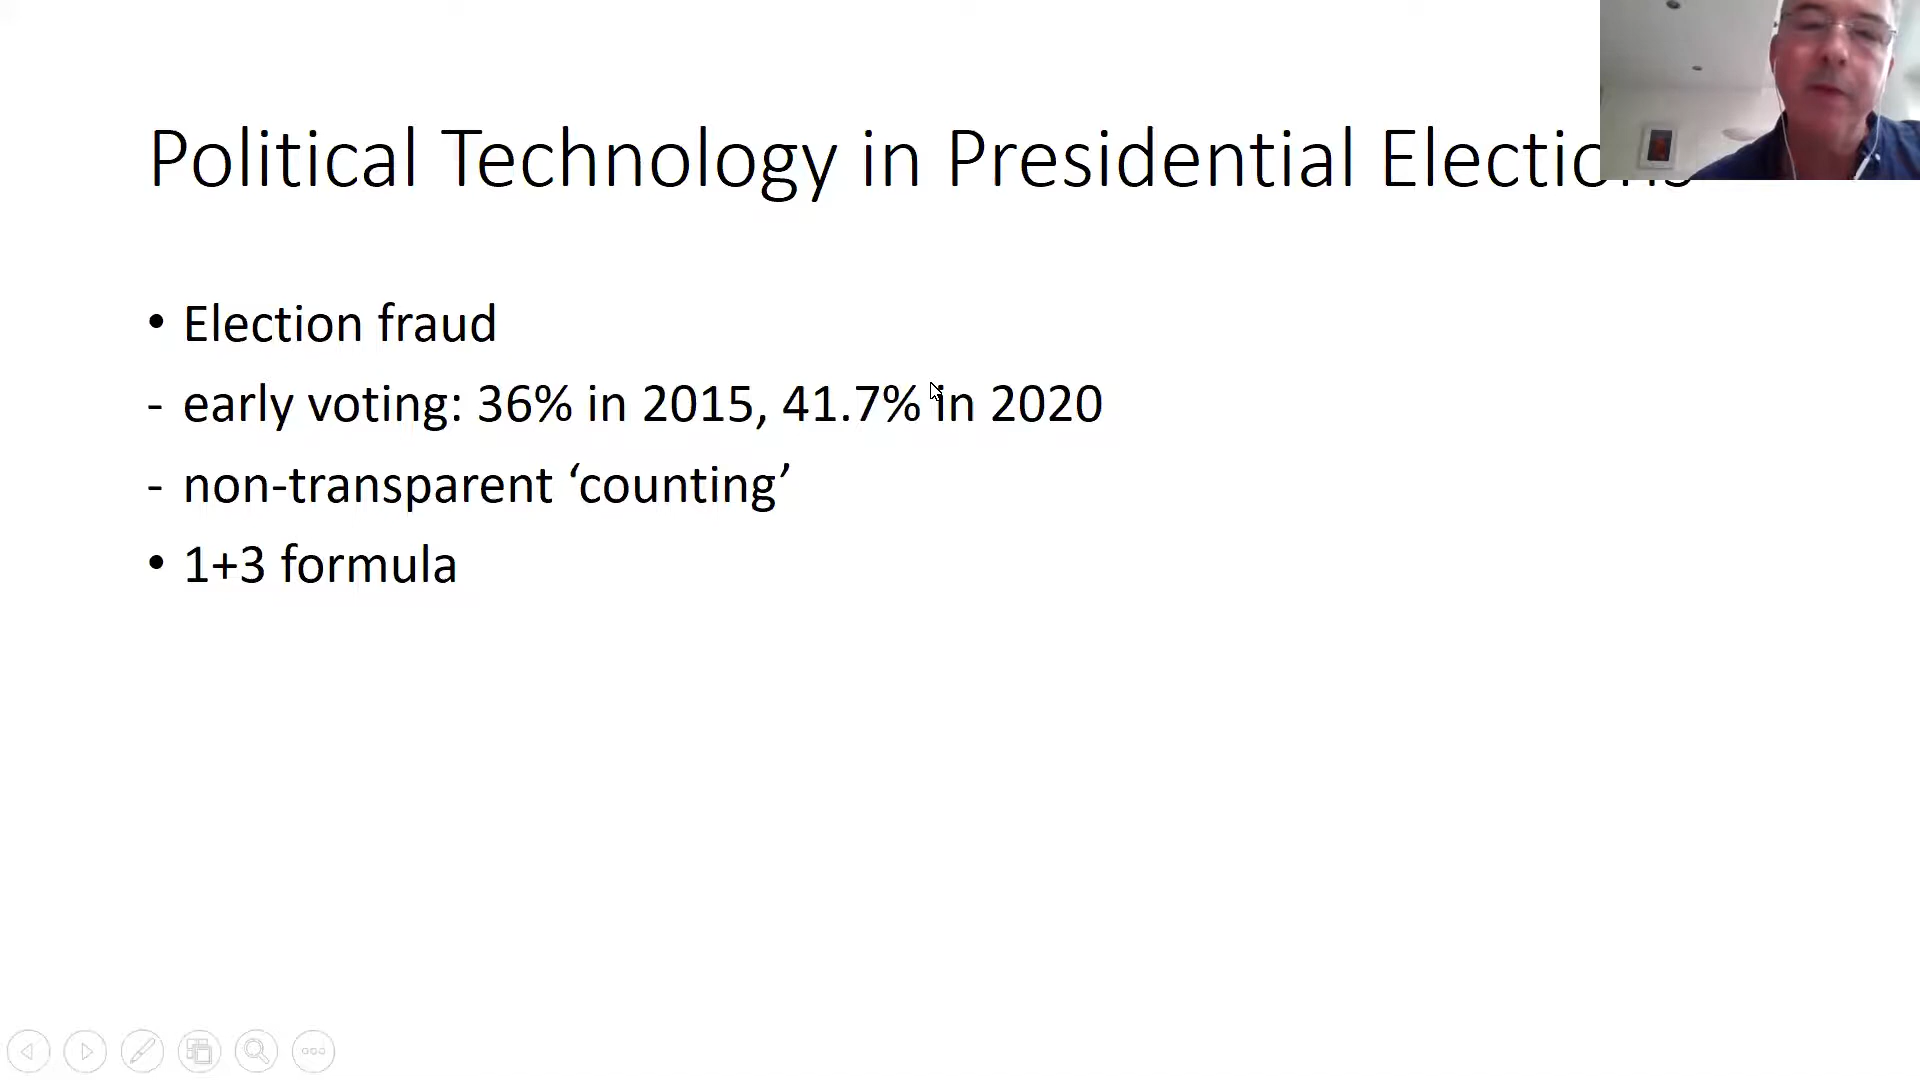 Political Technology in Presidential Elections
• Election fraud
- early voting: 36% in 2015, 41.7% in 2020
- non-transparent ‘counting’
• 1+3 formula